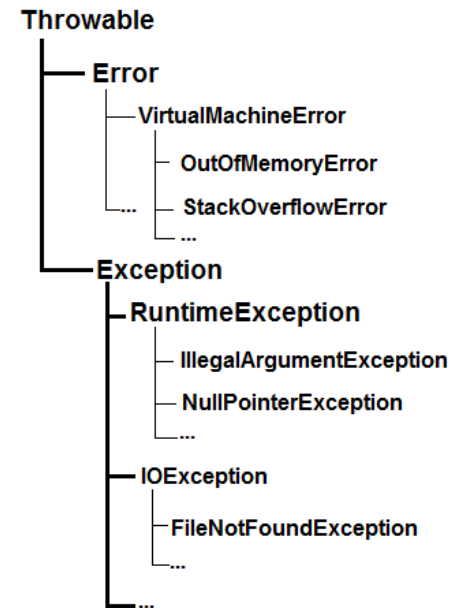 Throwable
Error
VirtualMachineError
OutOfMemoryError
... StackOverflowError
...
Exception
RuntimeException
IllegalArgumentException
NullPointerException
...
IOException
FileNotFoundException
...
...